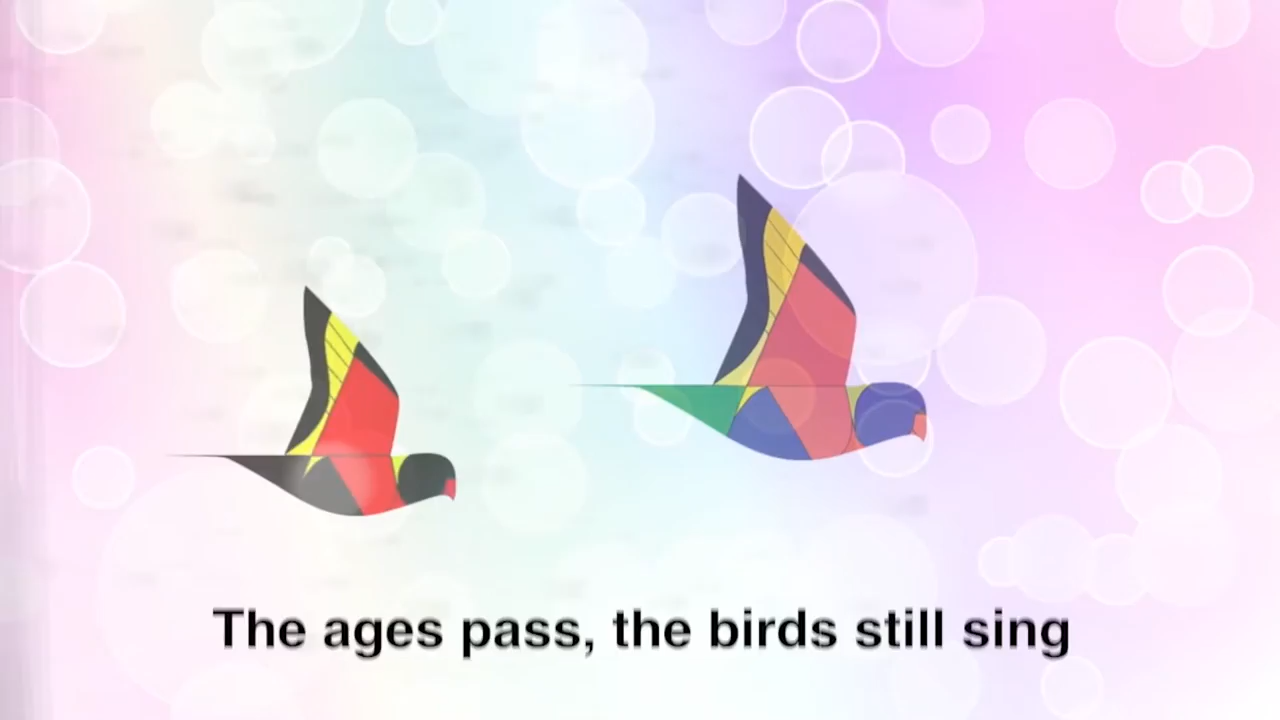 The ages pass, the birds still sing